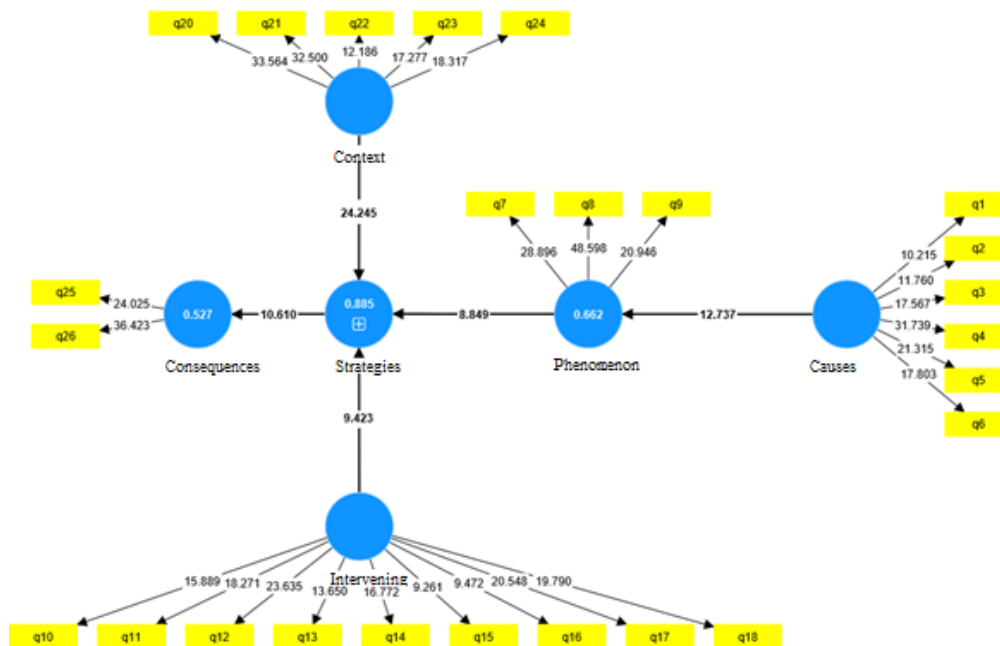 q20 q21 q22 q23 q24
33.564 32.500 12.186 17.277 18.317
Context
24.245
q7 q8 q9
28.896 48.598 20.946
q1
10.215
q2
11.760
q3
17.567
q4
31.739
q5
21.315
q6
17.803
q25
24.025
q26
36.423
0.527
10.610
0.885
8.849
0.662
12.737
Consequences Strategies Phenomenon Causes
9.423
Intervening
15.889 18.271 23.635 13.650 16.772 9.261 9.472 20.548 19.790
q10 q11 q12 q13 q14 q15 q16 q17 q18